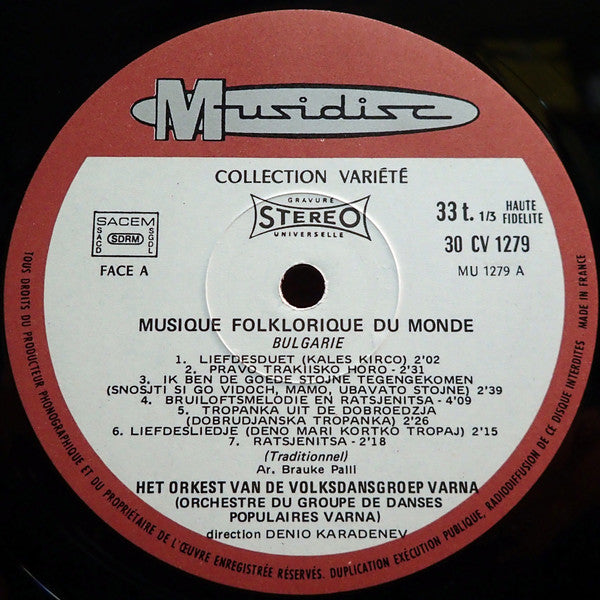 Musidisc
COLLECTION VARIÉTÉ
GRAVURE
STEREO
UNIVERSELLE
SACEM
SACD
SDRM
SGDL
FACE A
33 t. 1/3 HAUTE FIDELITE
30 CV 1279
MU 1279 A
MUSIQUE FOLKLORIQUE DU MONDE
BULGARIE
1. LIEFDESDUET (KALES KIRCO) 2'02
2. PRAVO TRAKIISKO HORO - 2'31
3. IK BEN DE GOEDE STOJNE TEGENGEKOMEN
(SNOSJTI SI GO VIDOCH, MAMO, UBAVATO STOJNE) 2'39
4. BRUILOFTSMELODIE EN RATSJENITSA - 4'09
5. TROPANKA UIT DE DOBROEDZJA
(DOBRUDJANSKA TROPANKA) 2'26
6. LIEFDESLIEDJE (DENO MARI KORTKO TROPAJ) 2'15
7. RATSJENITSA - 2'18
(Traditionnel)
Ar. Brauke Palll
HET ORKEST VAN DE VOLKSDANSGROEP VARNA
(ORCHESTRE DU GROUPE DE DANSES
POPULAIRES VARNA)
direction DENIO KARADENEV
TOUS DROITS DU PRODUCTEUR PHONOGRAPHIQUE ET DU PROPRIÉTAIRE DE L'ŒUVRE ENREGISTRÉE RÉSERVÉS. DUPLICATION EXÉCUTION PUBLIQUE, RADIODIFFUSION DE CE DISQUE INTERDITES MADE IN FRANCE